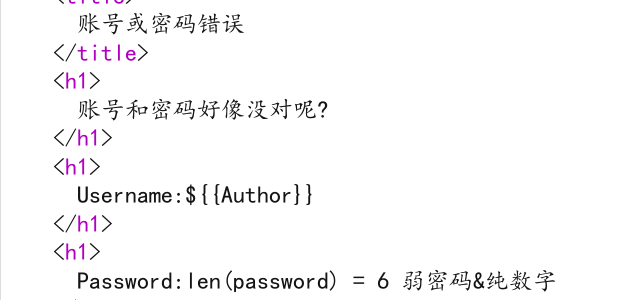 <title>
账号或密码错误
</title>
<h1>
账号和密码好像没对呢?
</h1>
<h1>
Username:${{Author}}
</h1>
<h1>
Password:len(password) = 6 弱密码&纯数字